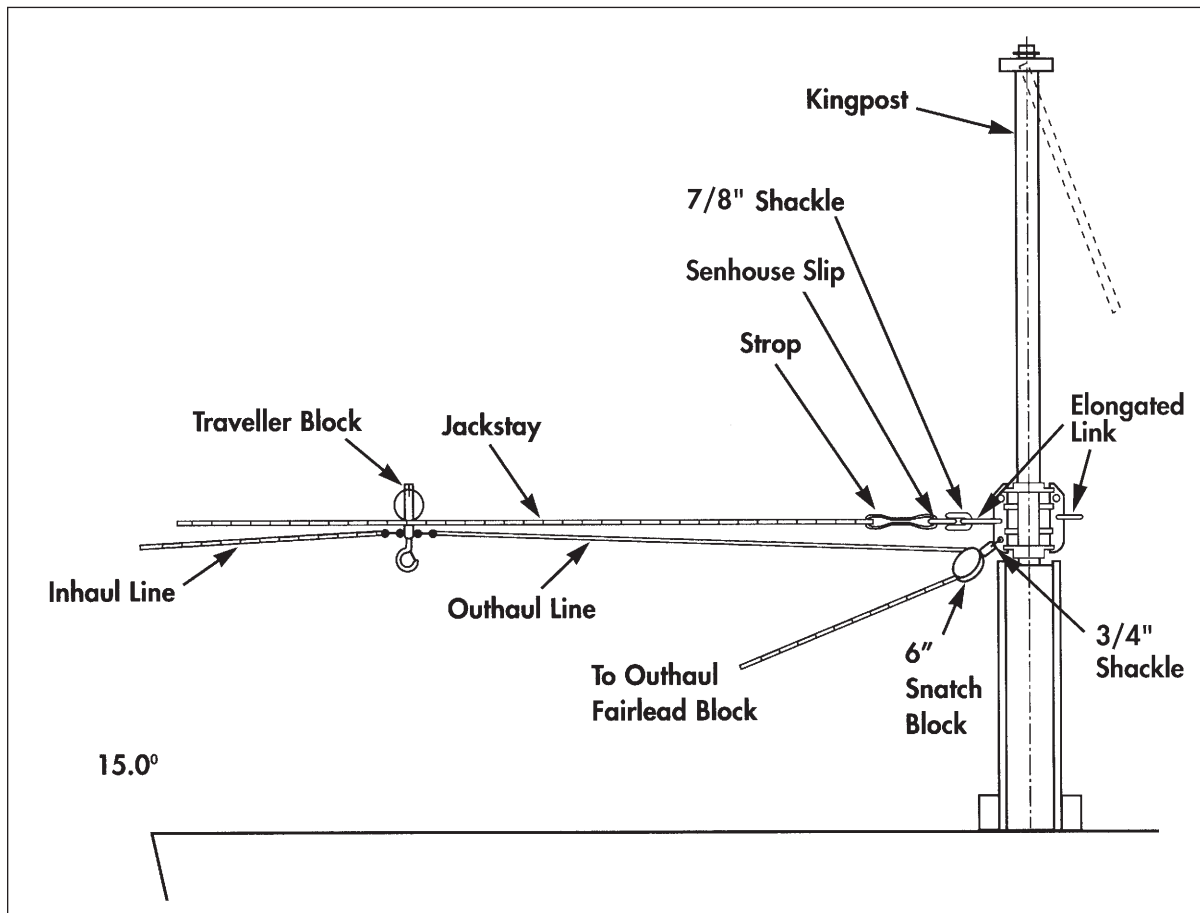 Kingpost
7/8" Shackle
Senhouse Slip
Strop
Elongated
Link
Traveller Block
Jackstay
Inhaul Line
Outhaul Line
3/4"
Shackle
6”
Snatch
Block
To Outhaul
Fairlead Block
15.0⁰